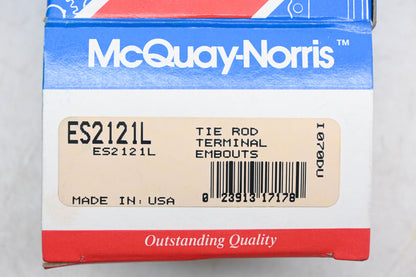 McQuay-Norris™
ES2121L
ES2121L
TIE ROD
TERMINAL
EMBOUTS
I070DU
MADE IN: USA
0 23913 17178
Outstanding Quality